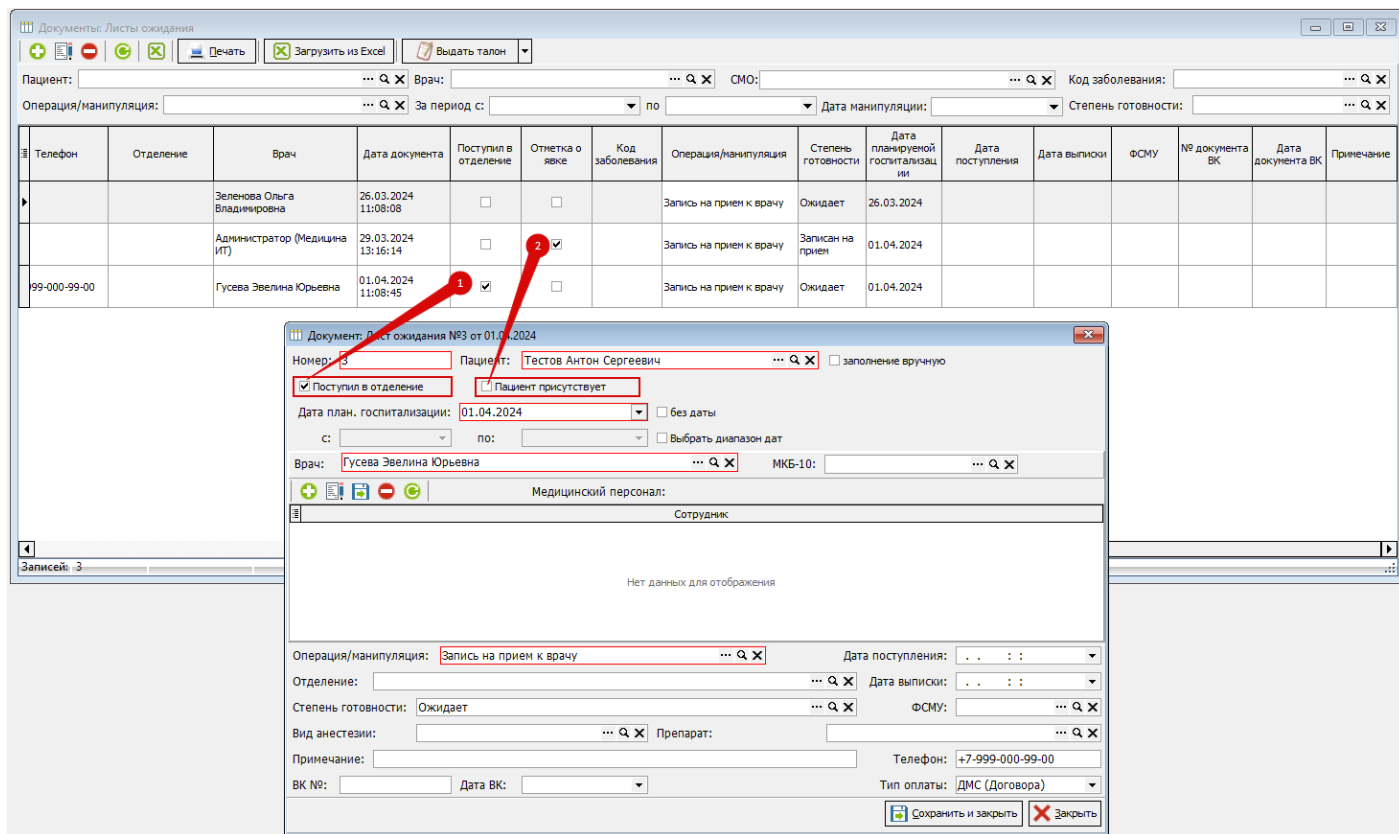 Документы: Листы ожидания
Печать Загрузить из Excel Выдать талон
Пациент: Врач: СМО: Код заболевания:
Операция/манипуляция: За период с: по Дата манипуляции: Степень готовности:
Телефон Отделение Врач Дата документа Поступил в отделение Отметка о явке Код заболевания Операция/манипуляция Степень готовности Дата планируемой госпитализац ии Дата поступления Дата выписки ФСМУ № документа ВК Дата документа ВК Примечание
Зеленова Ольга Владимировна 26.03.2024 11:08:08 Запись на прием к врачу Ожидает 26.03.2024
Администратор (Медицина ИТ) 29.03.2024 13:16:14 2 Запись на прием к врачу Записан на прием 01.04.2024
999-000-99-00 Гусева Эвелина Юрьевна 01.04.2024 11:08:45 1 Запись на прием к врачу Ожидает 01.04.2024
Документ: Лист ожидания №3 от 01.04.2024
Номер: 3 Пациент: Тестов Антон Сергеевич заполнение вручную
Поступил в отделение Пациент присутствует
Дата план. госпитализации: 01.04.2024 без даты
с: по: Выбрать диапазон дат
Врач: Гусева Эвелина Юрьевна МКБ-10:
Медицинский персонал:
Сотрудник
Нет данных для отображения
Записей: 3
Операция/манипуляция: Запись на прием к врачу Дата поступления: . . : :
Отделение: Дата выписки: . . : :
Степень готовности: Ожидает ФСМУ:
Вид анестезии: Препарат:
Примечание: Телефон: +7-999-000-99-00
ВК №: Дата ВК: Тип оплаты: ДМС (Договора)
Сохранить и закрыть Закрыть